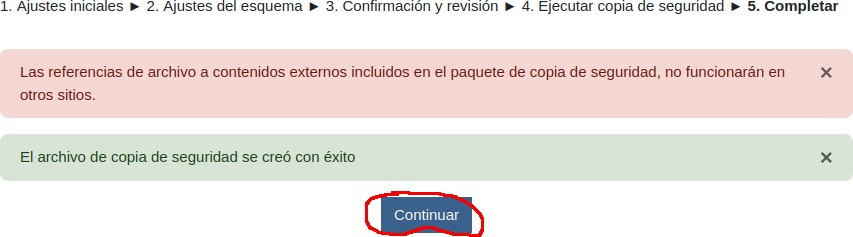 1. Ajustes iniciales ► 2. Ajustes del esquema ► 3. Confirmación y revisión ► 4. Ejecutar copia de seguridad ► 5. Completar
Las referencias de archivo a contenidos externos incluidos en el paquete de copia de seguridad, no funcionarán en
otros sitios.
El archivo de copia de seguridad se creó con éxito
Continuar